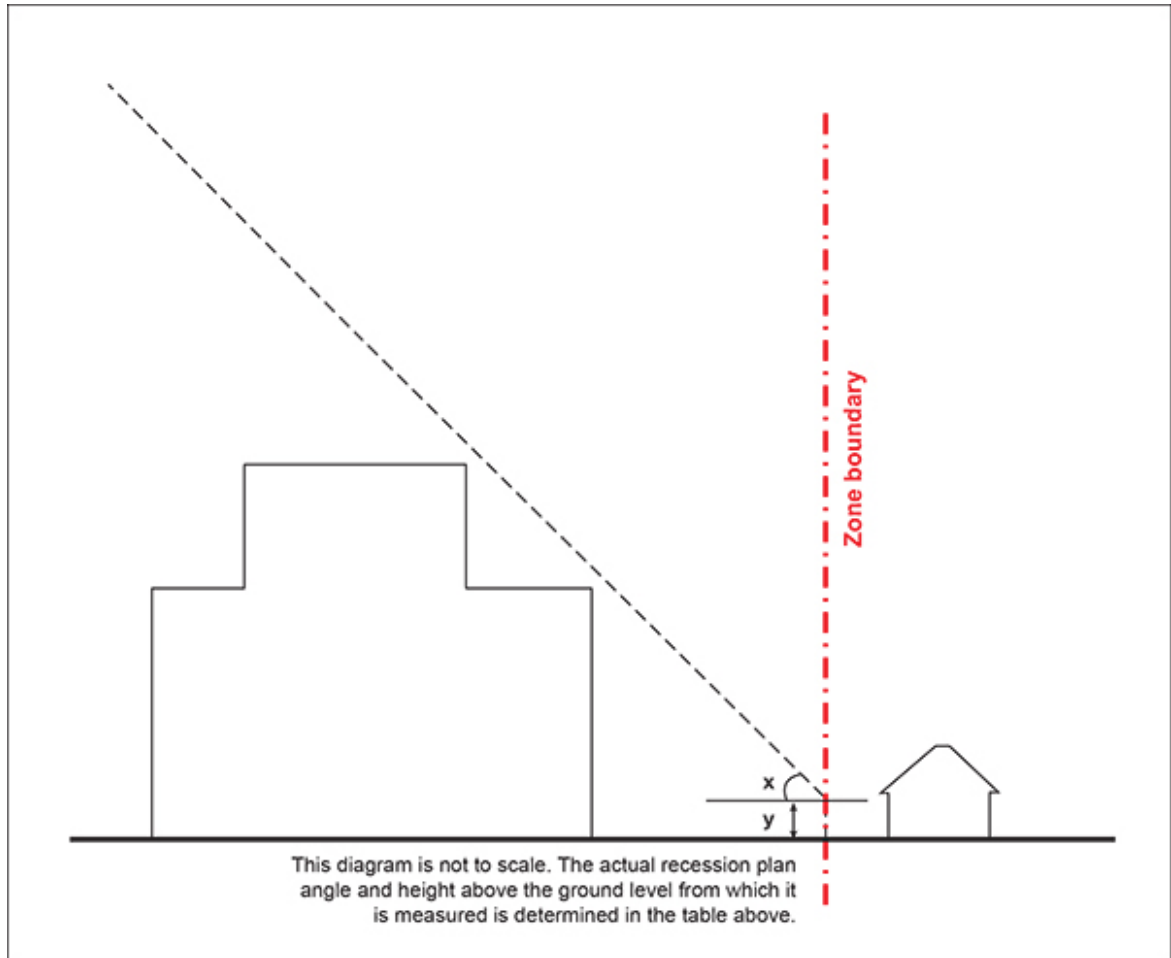 Zone boundary
x
y
This diagram is not to scale. The actual recession plan
angle and height above the ground level from which it
is measured is determined in the table above.